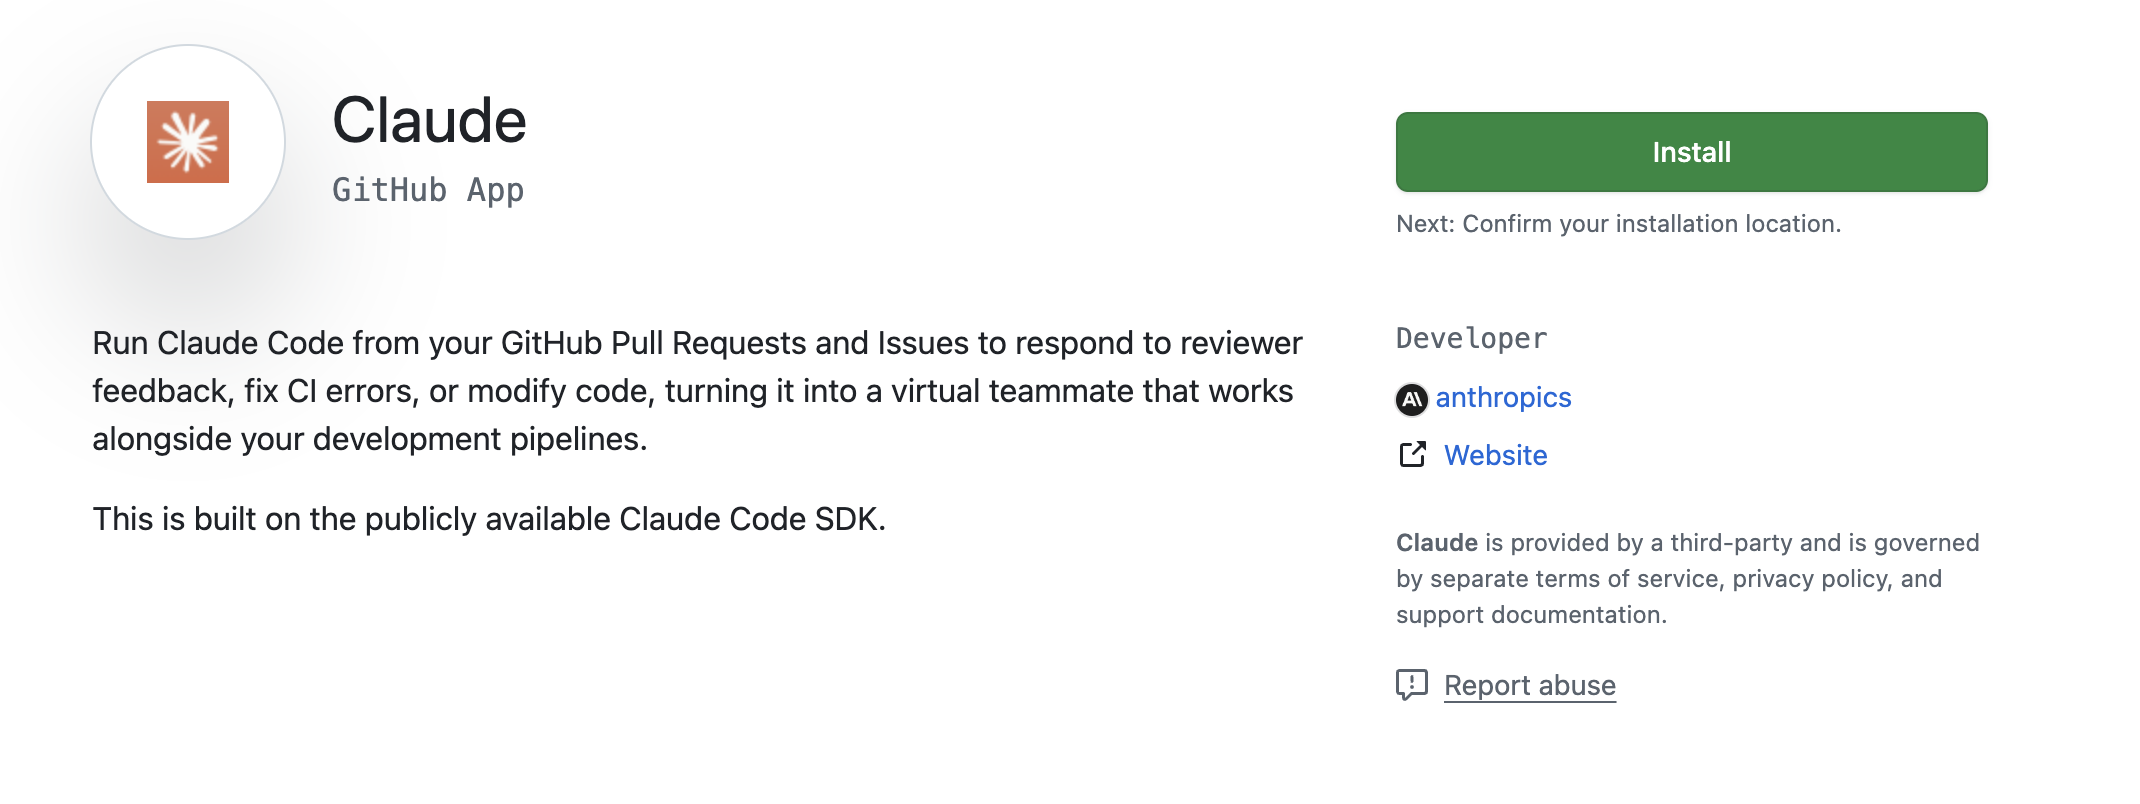 Claude
GitHub App
Install
Next: Confirm your installation location.
Run Claude Code from your GitHub Pull Requests and Issues to respond to reviewer
feedback, fix CI errors, or modify code, turning it into a virtual teammate that works
alongside your development pipelines.
This is built on the publicly available Claude Code SDK.
Developer
anthropics
Website
Claude is provided by a third-party and is governed
by separate terms of service, privacy policy, and
support documentation.
Report abuse